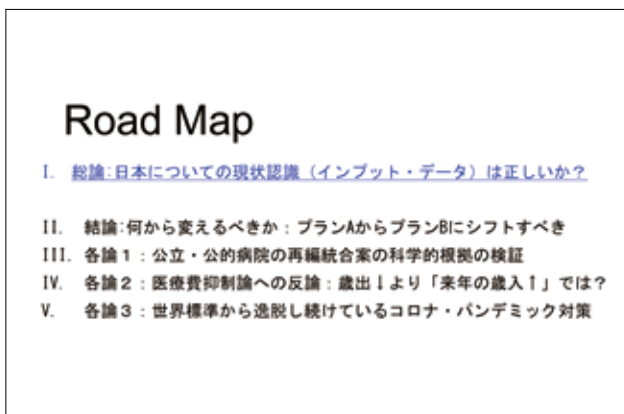 Road Map
I. 総論:日本についての現状認識（インプット・データ）は正しいか？
II. 結論:何から変えるべきか：プランAからプランBにシフトすべき
III. 各論１：公立・公的病院の再編統合案の科学的根拠の検証
IV. 各論２：医療費抑制論への反論：歳出↓より「来年の歳入↑」では？
V. 各論３：世界標準から逸脱し続けているコロナ・パンデミック対策